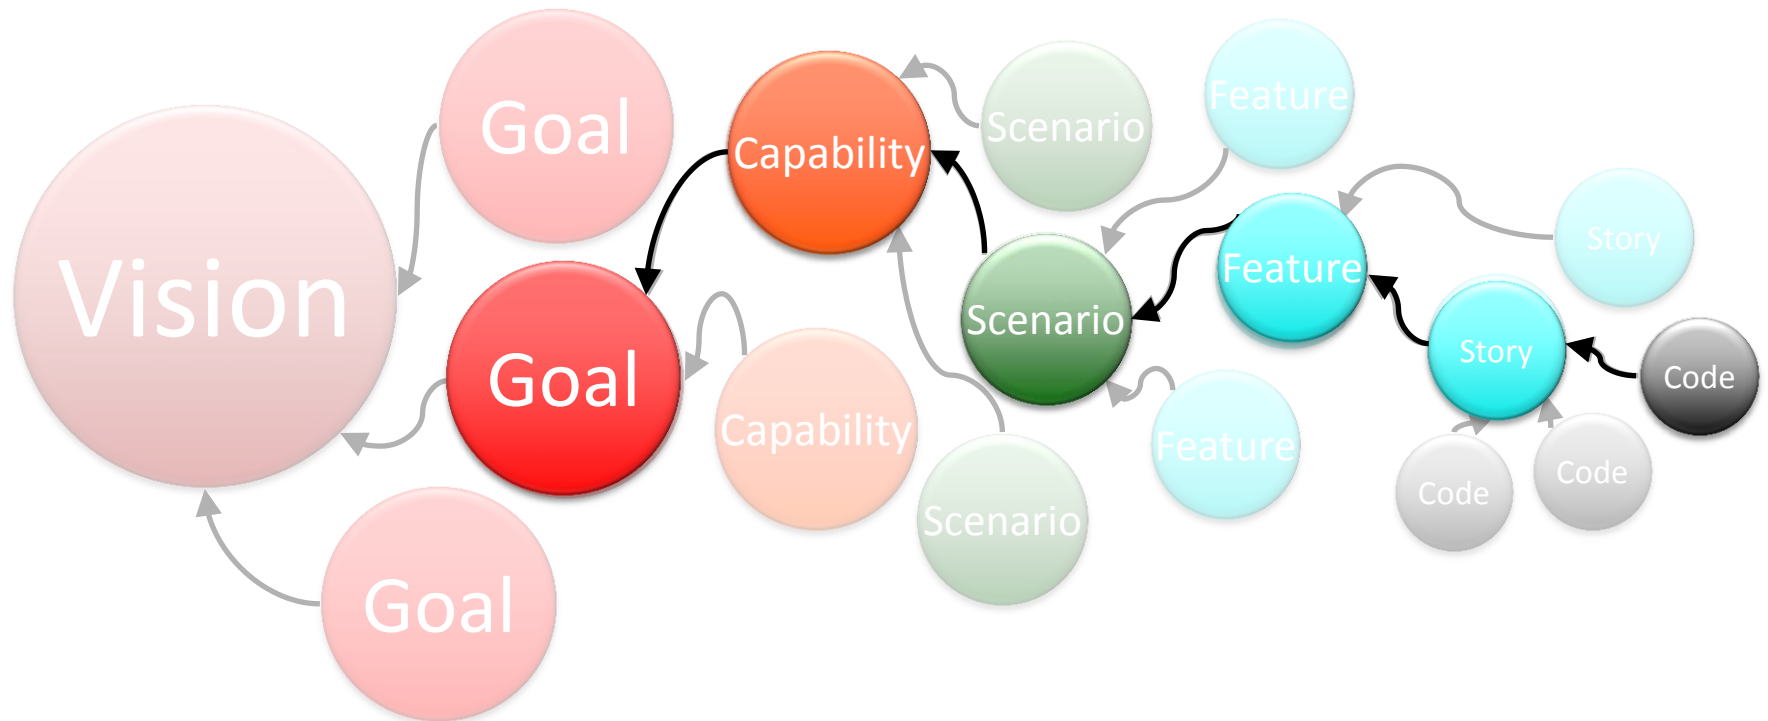 Vision
Goal
Goal
Goal
Capability
Capability
Scenario
Scenario
Scenario
Feature
Feature
Feature
Story
Story
Code
Code
Code